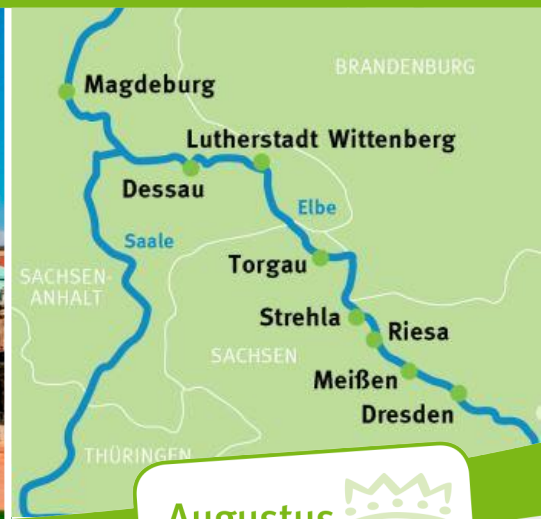 BRANDENBURG
Magdeburg
Lutherstadt Wittenberg
Dessau
Elbe
Saale
Torgau
SACHSEN-
ANHALT
Strehla
Riesa
SACHSEN
Meißen
Dresden
THÜRINGEN
Augustus